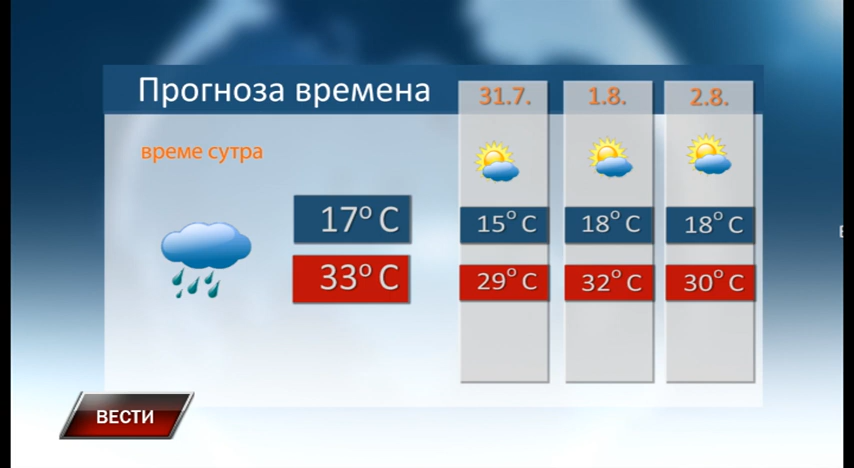 Прогноза времена
време сутра
17° C
33° C
31.7.
15° C
29° C
1.8.
18° C
32° C
2.8.
18° C
30° C
ВЕСТИ